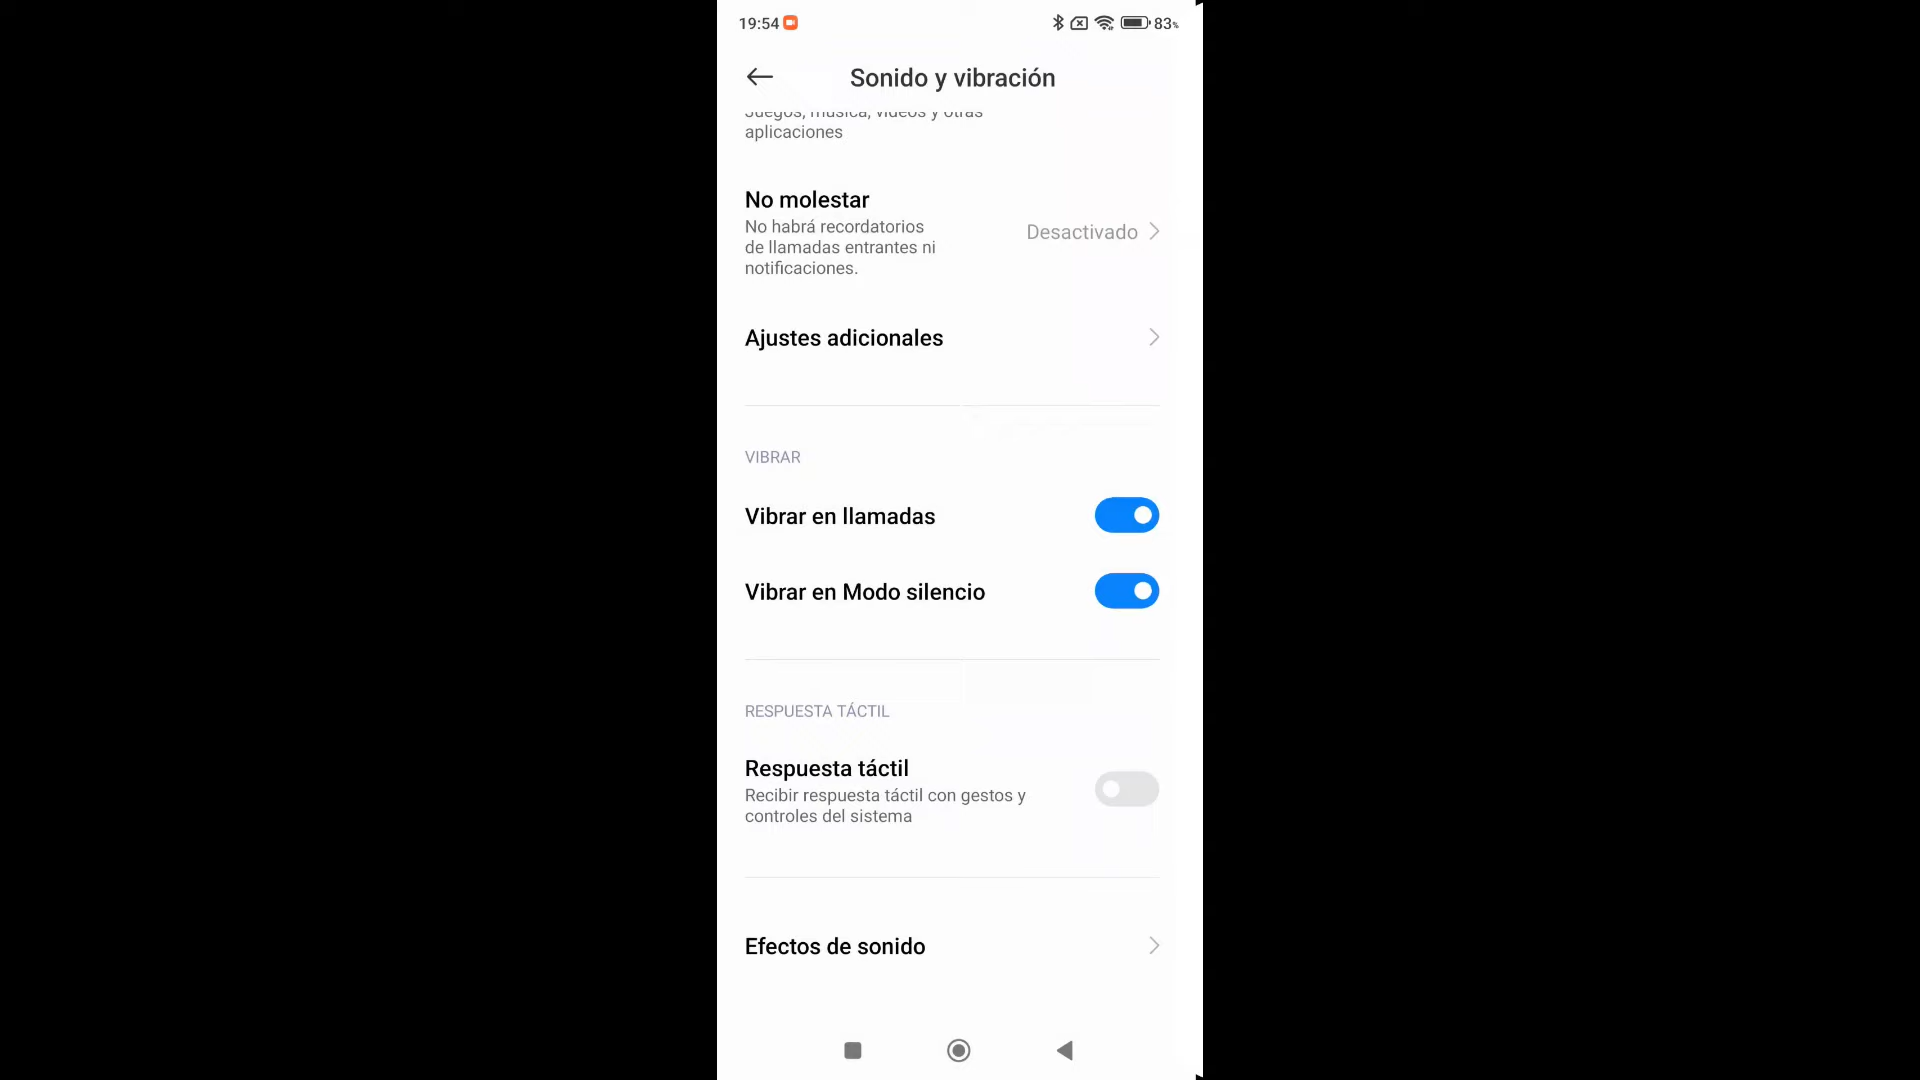 19:54
83%
Sonido y vibración
Juegos, música, vídeos y otras
aplicaciones
No molestar
No habrá recordatorios
de llamadas entrantes ni
notificaciones.
Desactivado
Ajustes adicionales
VIBRAR
Vibrar en llamadas
Vibrar en Modo silencio
RESPUESTA TÁCTIL
Respuesta táctil
Recibir respuesta táctil con gestos y
controles del sistema
Efectos de sonido